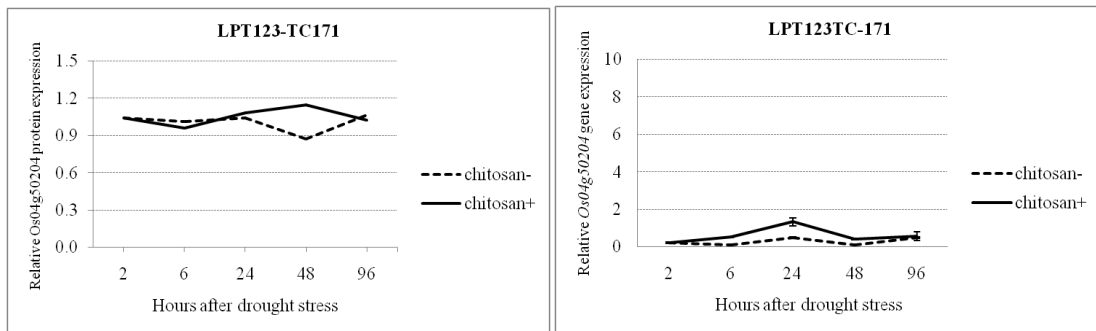 LPT123-TC171
Relative Os04g50204 protein expression
1.5
1.2
0.9
0.6
0.3
0.0
2 6 24 48 96
Hours after drought stress
chitosan-
chitosan+
LPT123TC-171
Relative Os04g50204 gene expression
10
8
6
4
2
0
2 6 24 48 96
Hours after drought stress
chitosan-
chitosan+